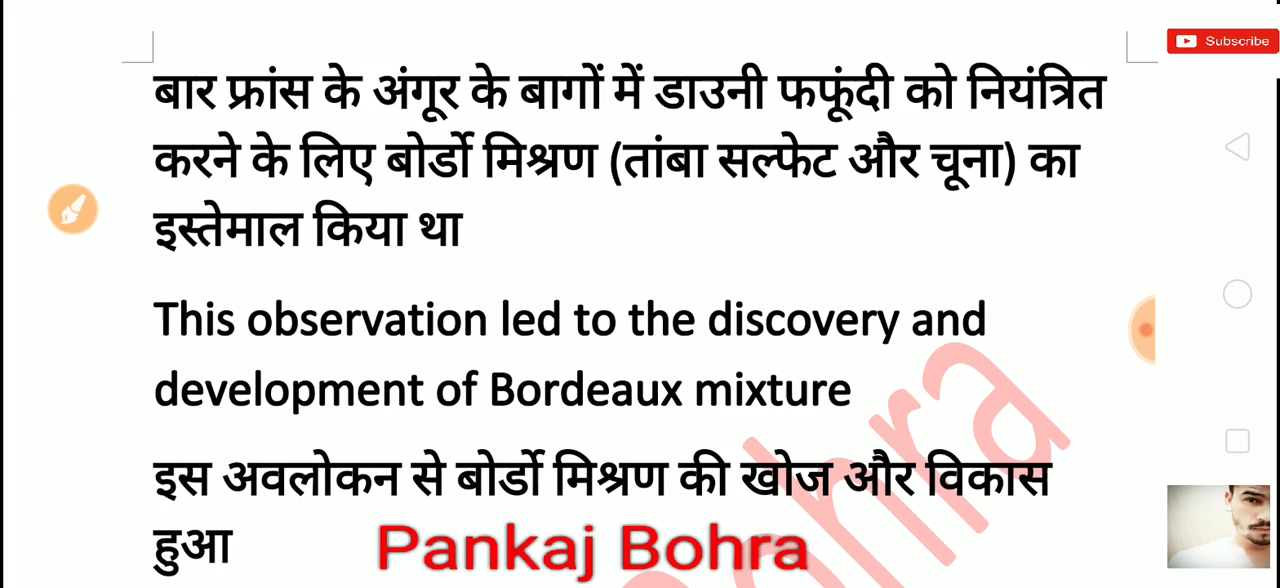 Subscribe
बार फ्रांस के अंगूर के बागों में डाउनी फफूंदी को नियंत्रित
करने के लिए बोर्डो मिश्रण (तांबा सल्फेट और चूना) का
इस्तेमाल किया था
This observation led to the discovery and
development of Bordeaux mixture
इस अवलोकन से बोर्डो मिश्रण की खोज और विकास
हुआ
Pankaj Bohra
ohra